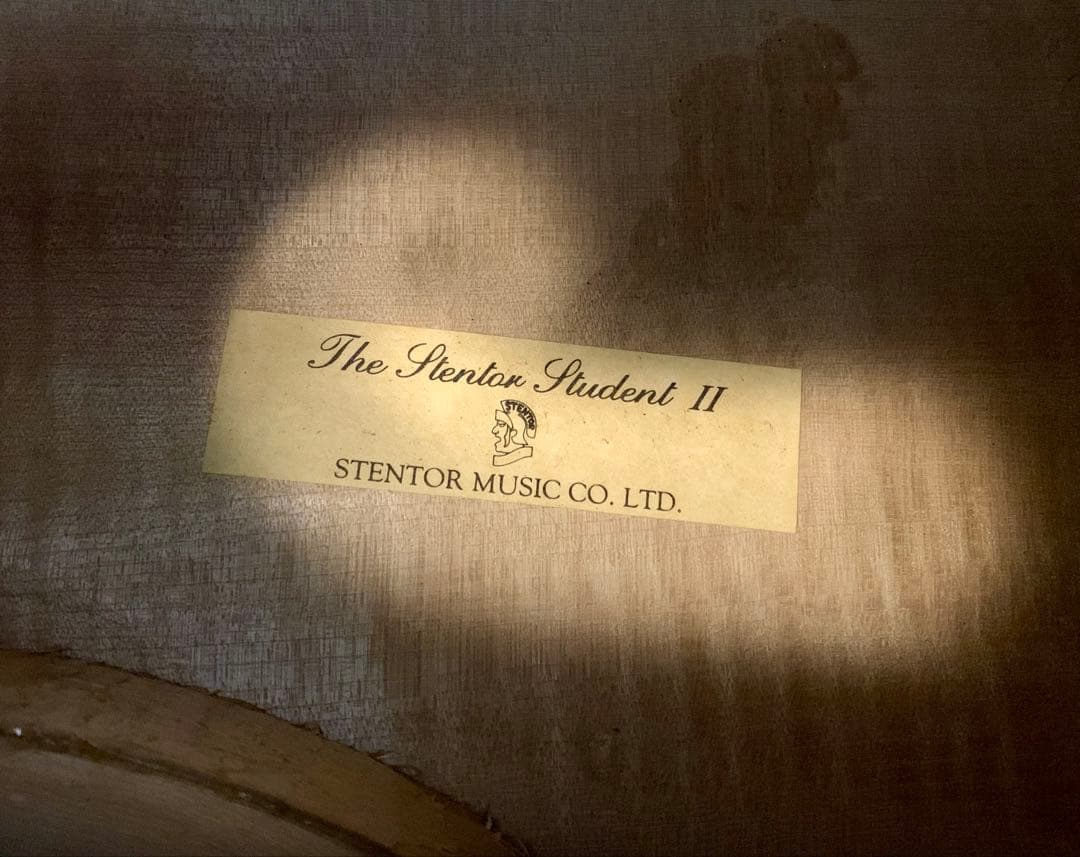 The Stentor Student II
STENTOR
STENTOR MUSIC CO. LTD.